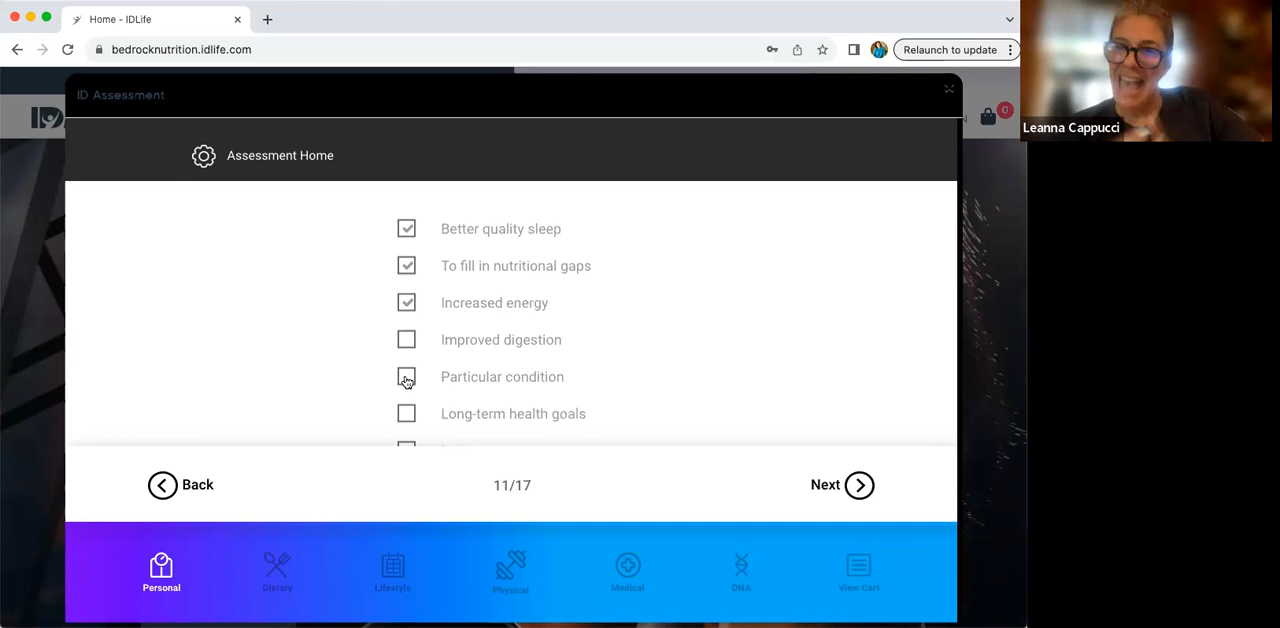 Home - IDLife
bedrocknutrition.idlife.com
Relaunch to update
ID Assessment
0
Leanna Cappucci
Assessment Home
Better quality sleep
To fill in nutritional gaps
Increased energy
Improved digestion
Particular condition
Long-term health goals
Back
11/17
Next
Personal
Dietary
Lifestyle
Physical
Medical
DNA
View Cart